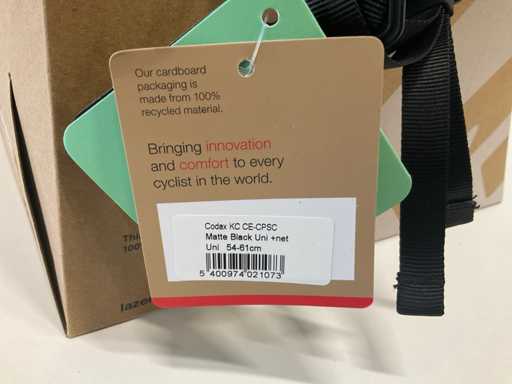 Our cardboard
packaging is
made from 100%
recycled material.
Bringing innovation
and comfort to every
cyclist in the world.
Codax KC CE-CPSC
Matte Black Uni +net
Uni 54-61cm
5 400974 021073
100%